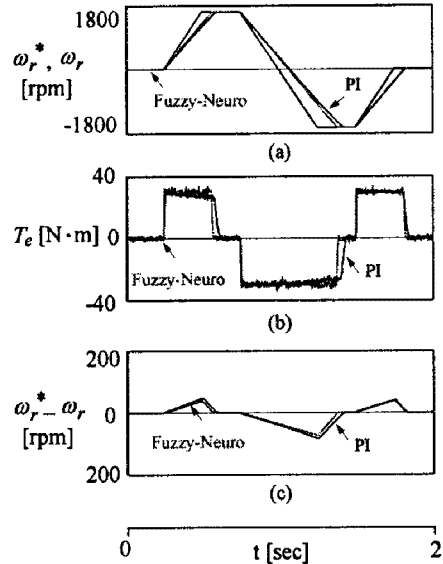 1800
ω_r*, ω_r
[rpm]
Fuzzy-Neuro
PI
-1800
(a)
40
T_e [N·m]
0
Fuzzy-Neuro
PI
-40
(b)
200
ω_r* – ω_r
0
[rpm]
Fuzzy-Neuro
PI
200
(c)
0
2
t [sec]